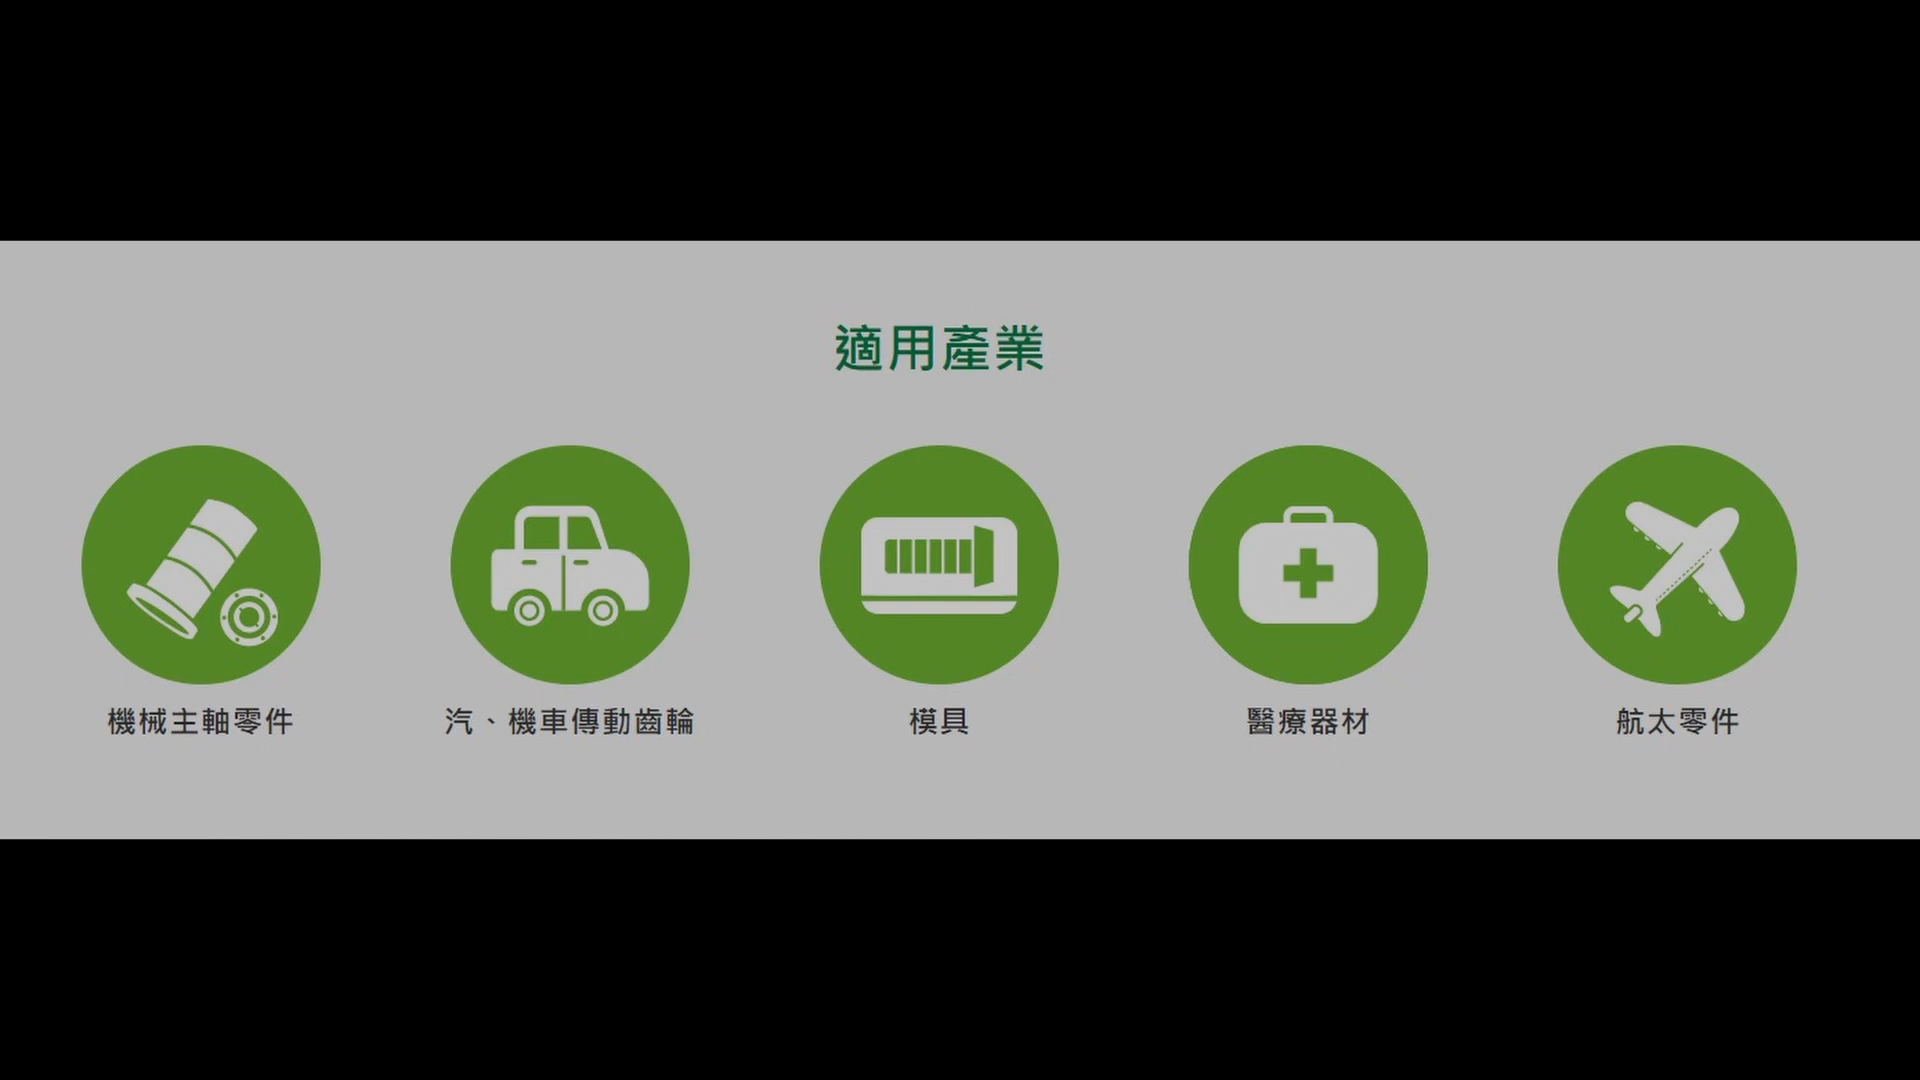 適用產業
機械主軸零件
汽、機車傳動齒輪
模具
醫療器材
航太零件